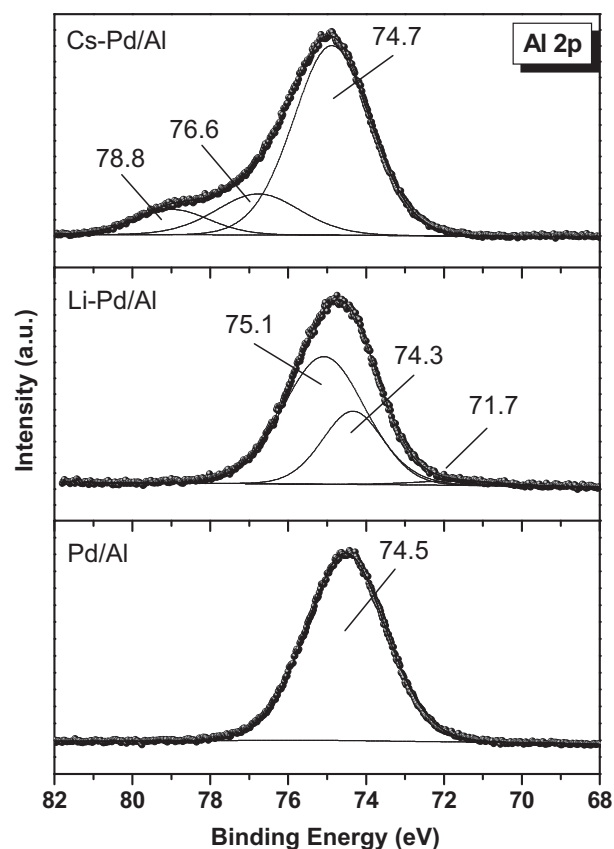 Cs-Pd/Al
74.7
Al 2p
76.6
78.8
Li-Pd/Al
75.1
74.3
71.7
Intensity (a.u.)
Pd/Al
74.5
82 80 78 76 74 72 70 68
Binding Energy (eV)